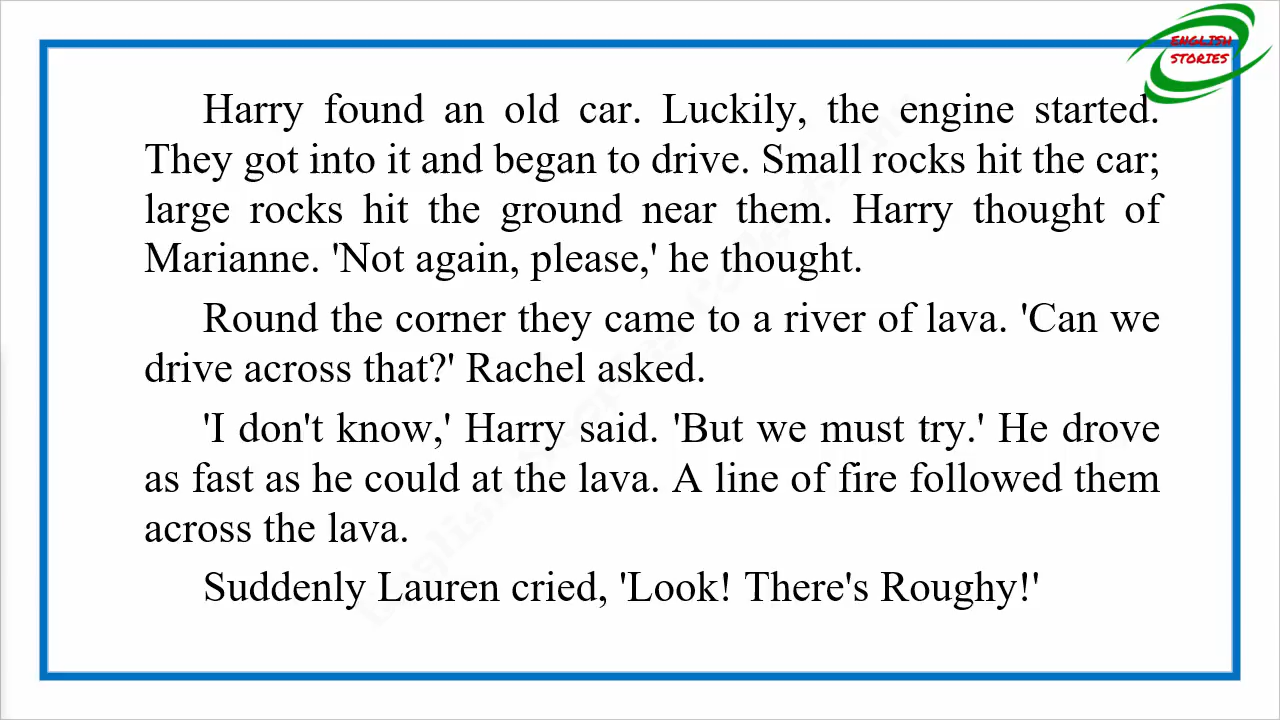 ENGLISH
STORIES
Harry found an old car. Luckily, the engine started.
They got into it and began to drive. Small rocks hit the car;
large rocks hit the ground near them. Harry thought of
Marianne. 'Not again, please,' he thought.
Round the corner they came to a river of lava. 'Can we
drive across that?' Rachel asked.
'I don't know,' Harry said. 'But we must try.' He drove
as fast as he could at the lava. A line of fire followed them
across the lava.
Suddenly Lauren cried, 'Look! There's Roughy!'